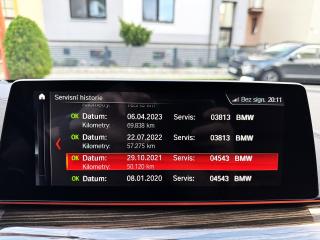 Servisní historie
Bez sign. 20:11
Kilometry:
OK Datum: 06.04.2023 Servis: 03813 BMW
Kilometry: 69.838 km
OK Datum: 22.07.2022 Servis: 03813 BMW
Kilometry: 57.275 km
OK Datum: 29.10.2021 Servis: 04543 BMW
Kilometry: 50.120 km
OK Datum: 08.01.2020 Servis: 04543 BMW